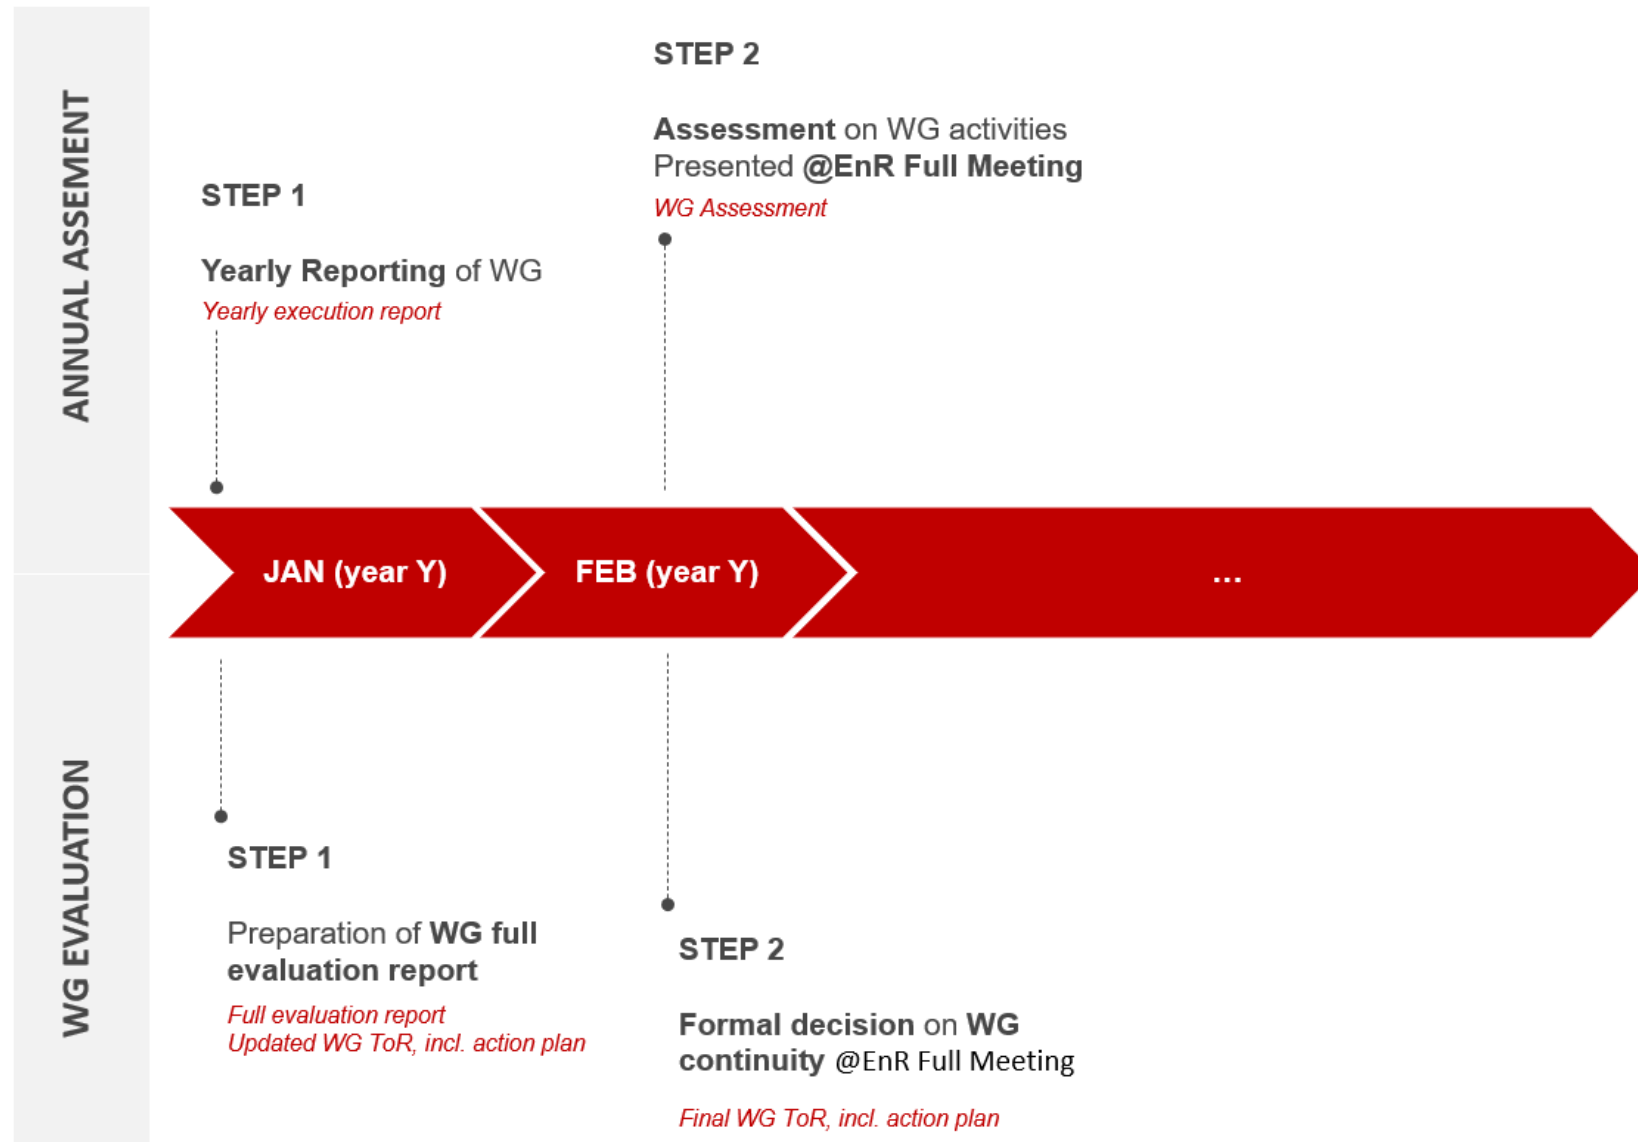 ANNUAL ASSEMENT
STEP 1
Yearly Reporting of WG
Yearly execution report
STEP 2
Assessment on WG activities
Presented @EnR Full Meeting
WG Assessment
JAN (year Y)
FEB (year Y)
...
WG EVALUATION
STEP 1
Preparation of WG full
evaluation report
Full evaluation report
Updated WG ToR, incl. action plan
STEP 2
Formal decision on WG
continuity @EnR Full Meeting
Final WG ToR, incl. action plan